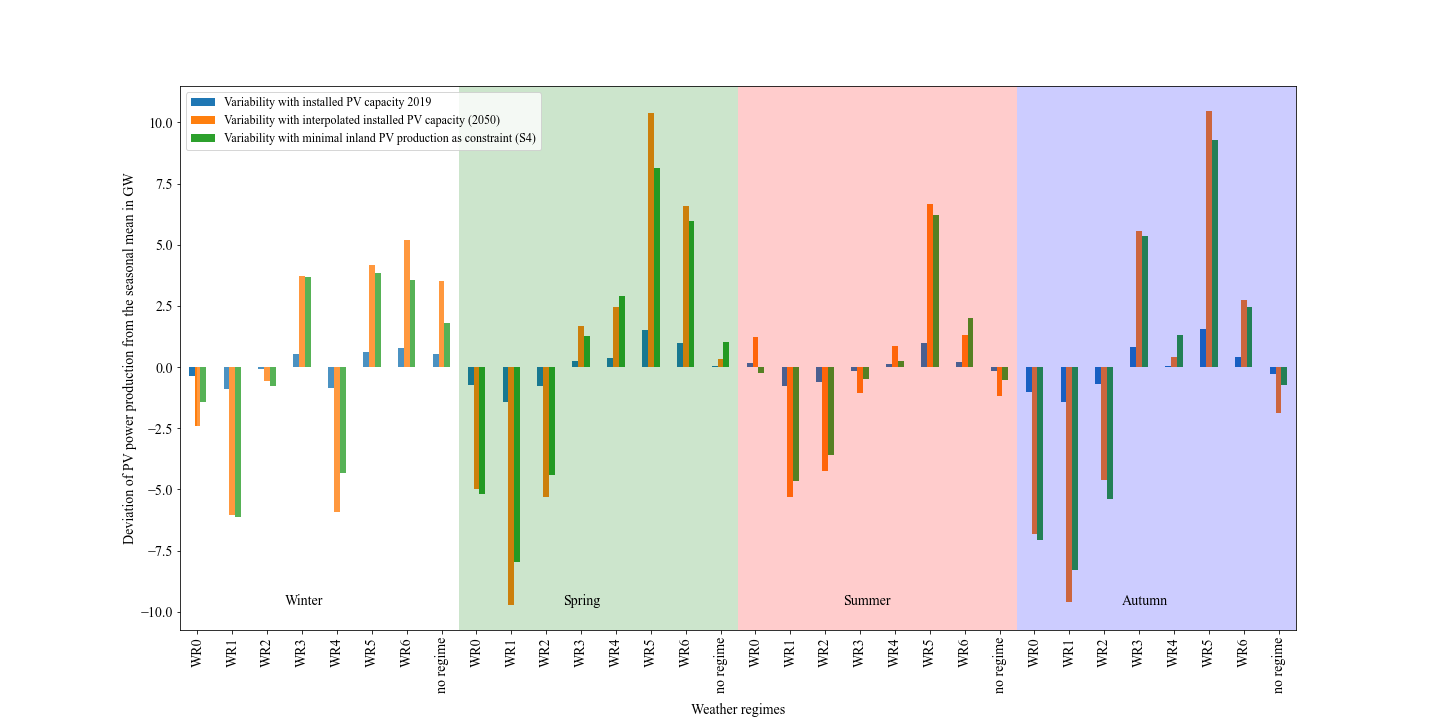 Variability with installed PV capacity 2019
Variability with interpolated installed PV capacity (2050)
Variability with minimal inland PV production as constraint (S4)
Deviation of PV power production from the seasonal mean in GW
10.0
7.5
5.0
2.5
0.0
−2.5
−5.0
−7.5
−10.0
Winter
Spring
Summer
Autumn
WR0
WR1
WR2
WR3
WR4
WR5
WR6
no regime
WR0
WR1
WR2
WR3
WR4
WR5
WR6
no regime
WR0
WR1
WR2
WR3
WR4
WR5
WR6
no regime
WR0
WR1
WR2
WR3
WR4
WR5
WR6
no regime
Weather regimes